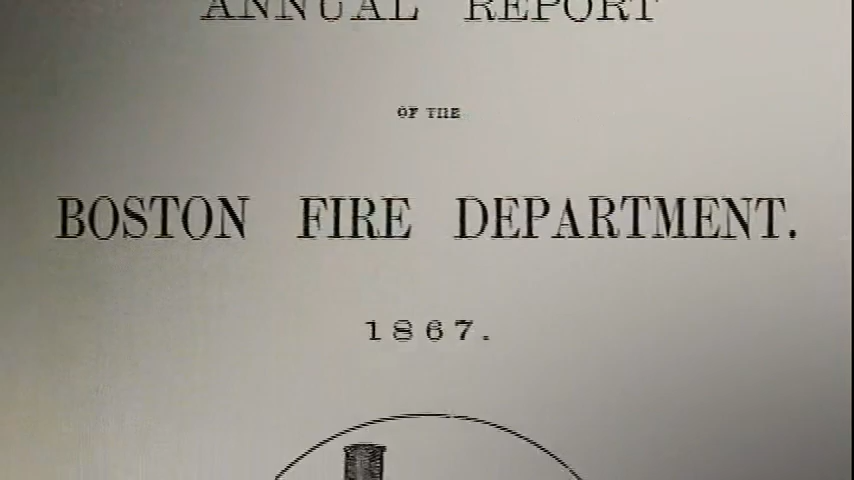 ANNUAL REPORT
OF THE
BOSTON FIRE DEPARTMENT.
1867.